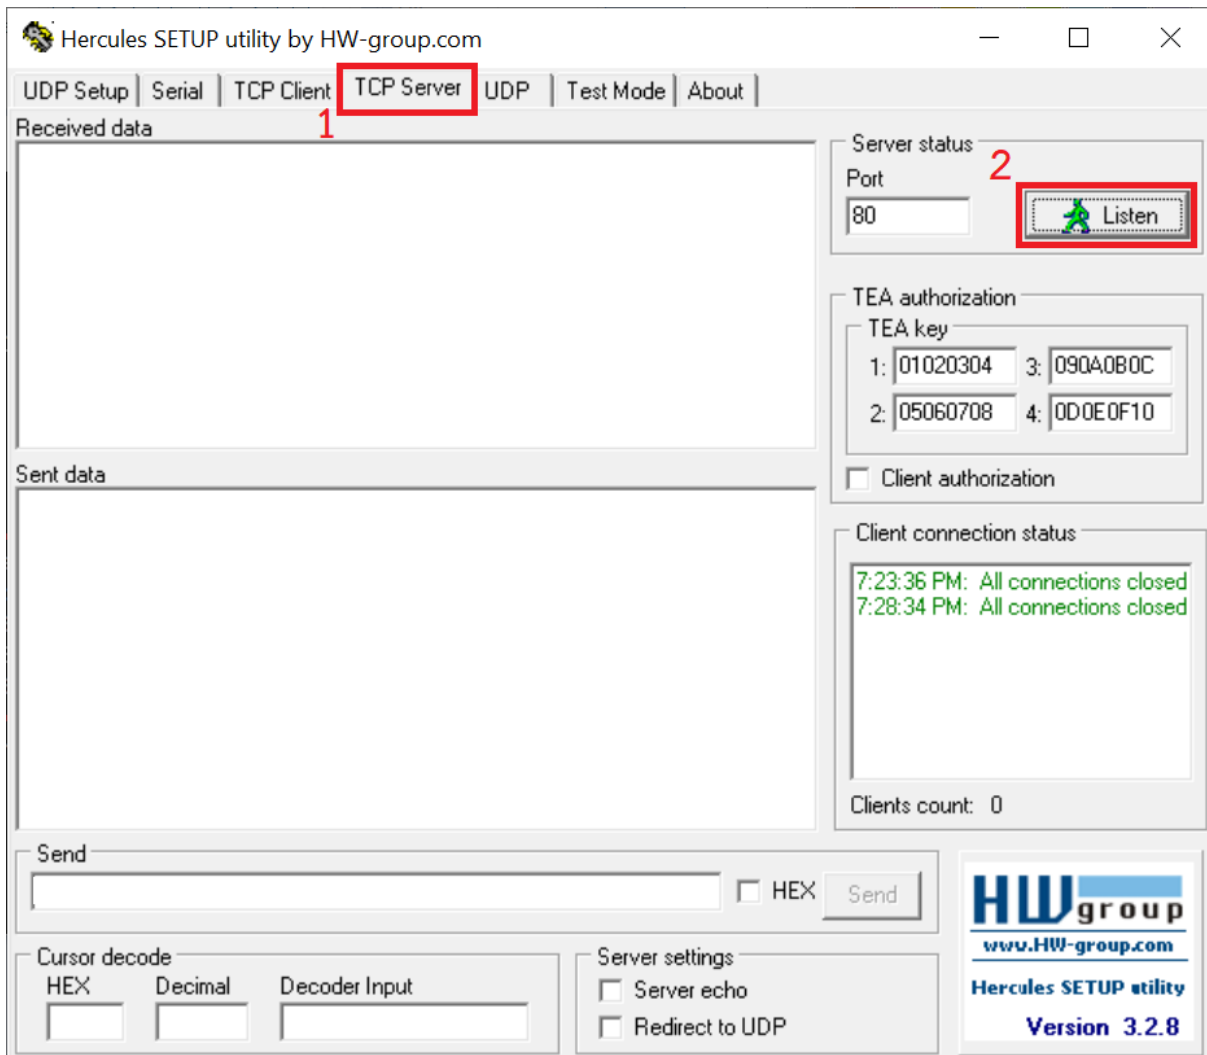 Hercules SETUP utility by HW-group.com
UDP Setup Serial TCP Client TCP Server UDP Test Mode About
1
Received data
Server status
2
Port
80
Listen
TEA authorization
TEA key
1: 01020304 3: 090A0B0C
2: 05060708 4: 0D0E0F10
Client authorization
Sent data
Client connection status
7:23:36 PM: All connections closed
7:28:34 PM: All connections closed
Clients count: 0
Send
HEX Send
Cursor decode
HEX Decimal Decoder Input
Server settings
Server echo
Redirect to UDP
HW group
www.HW-group.com
Hercules SETUP utility
Version 3.2.8